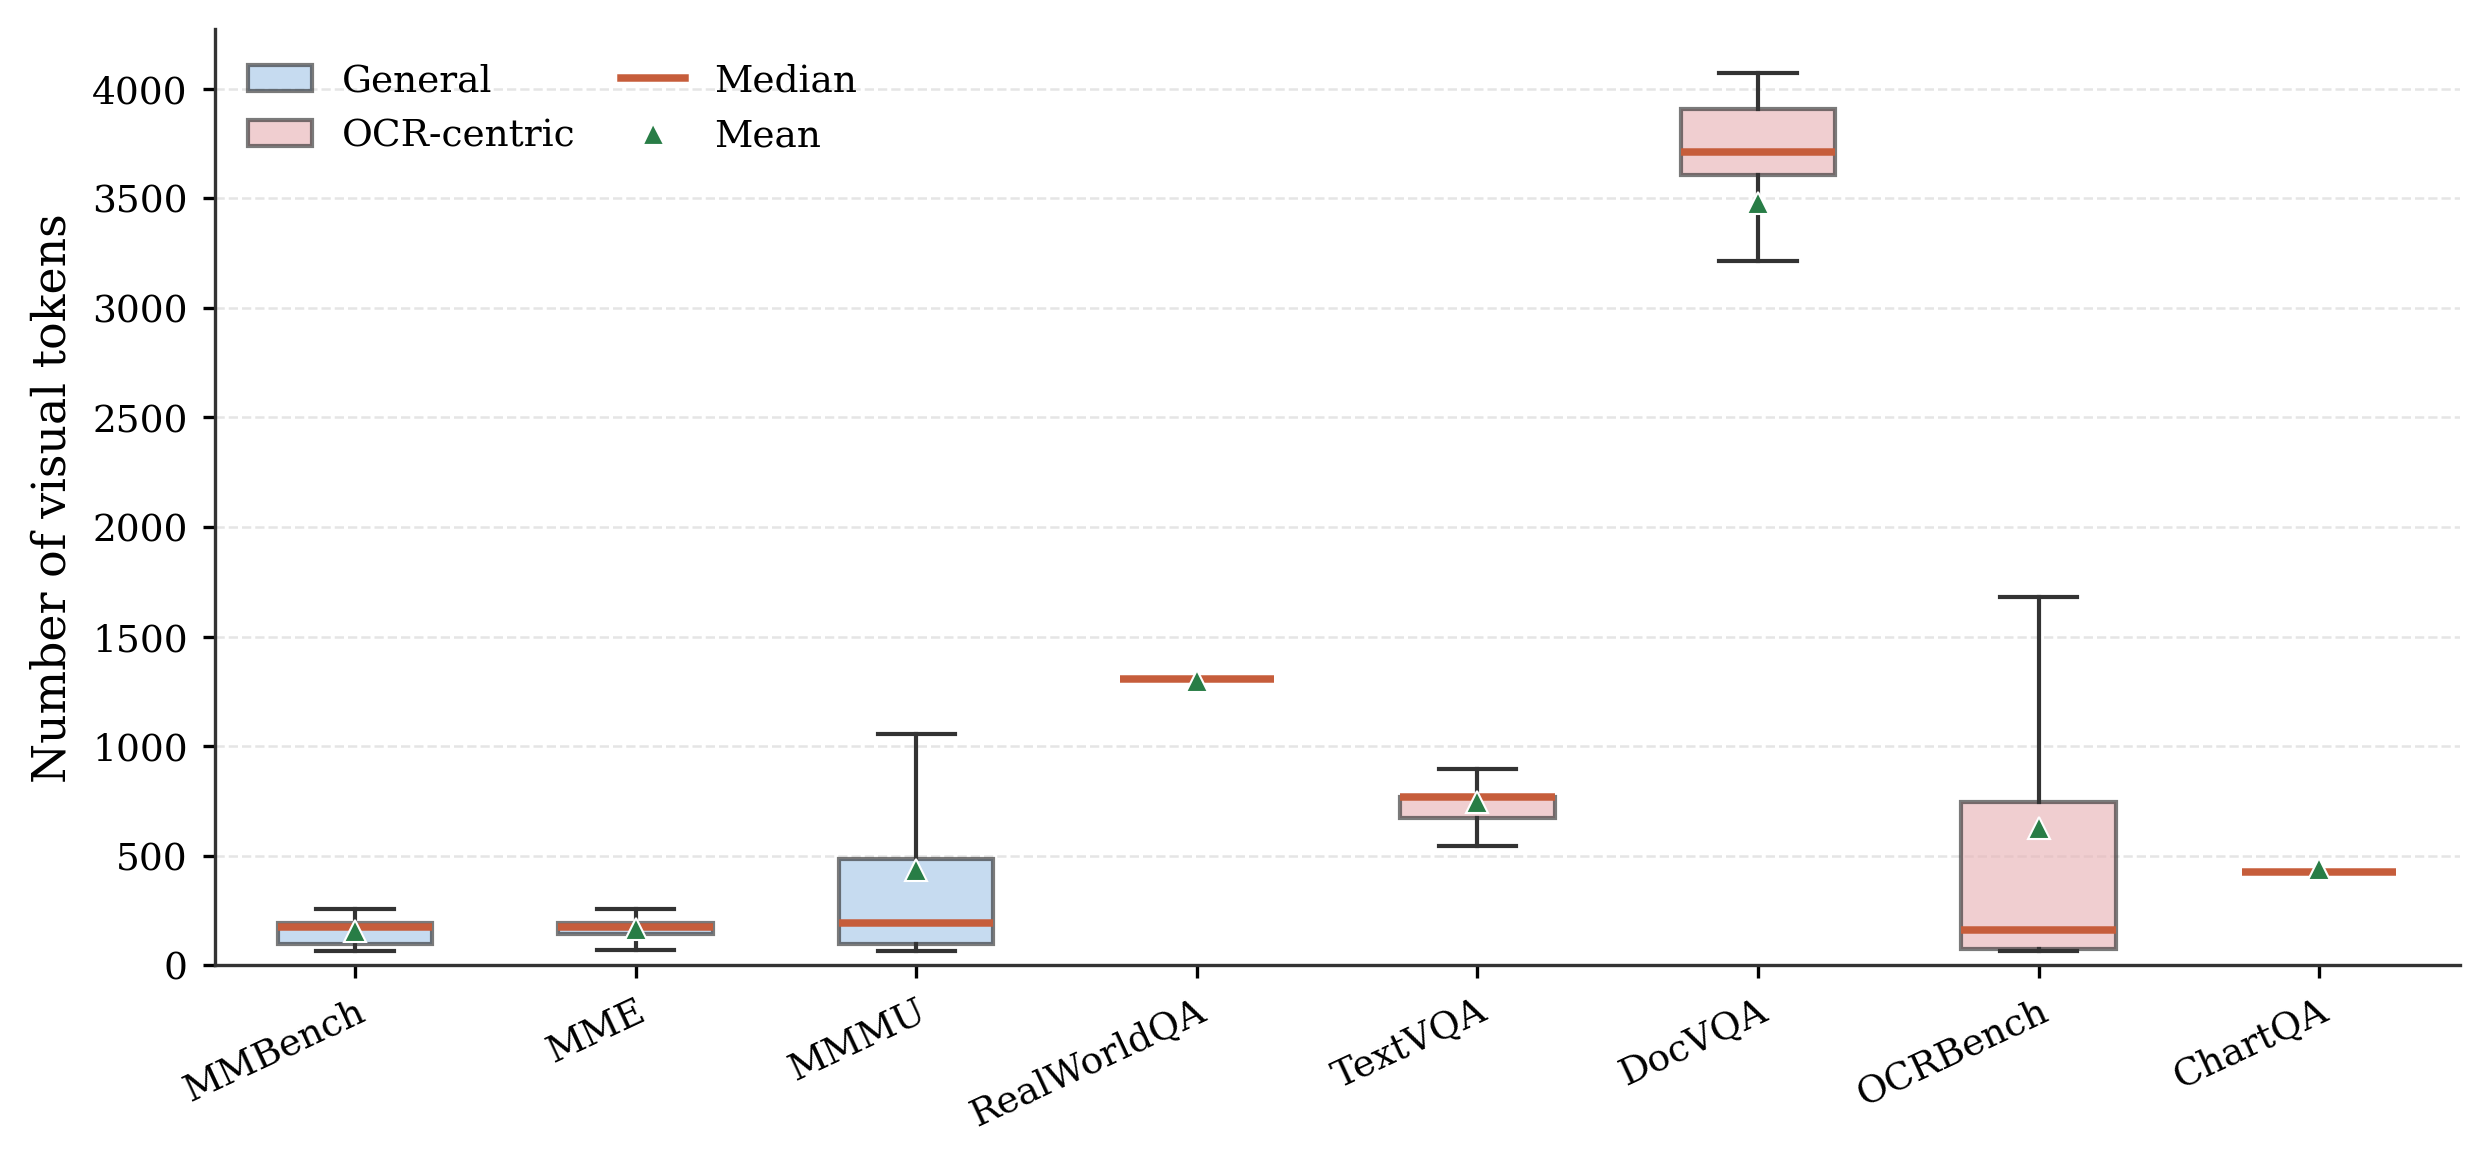 General
OCR-centric
Median
Mean
Number of visual tokens
4000
3500
3000
2500
2000
1500
1000
500
0
MMBench
MME
MMMU
RealWorldQA
TextVQA
DocVQA
OCRBench
ChartQA